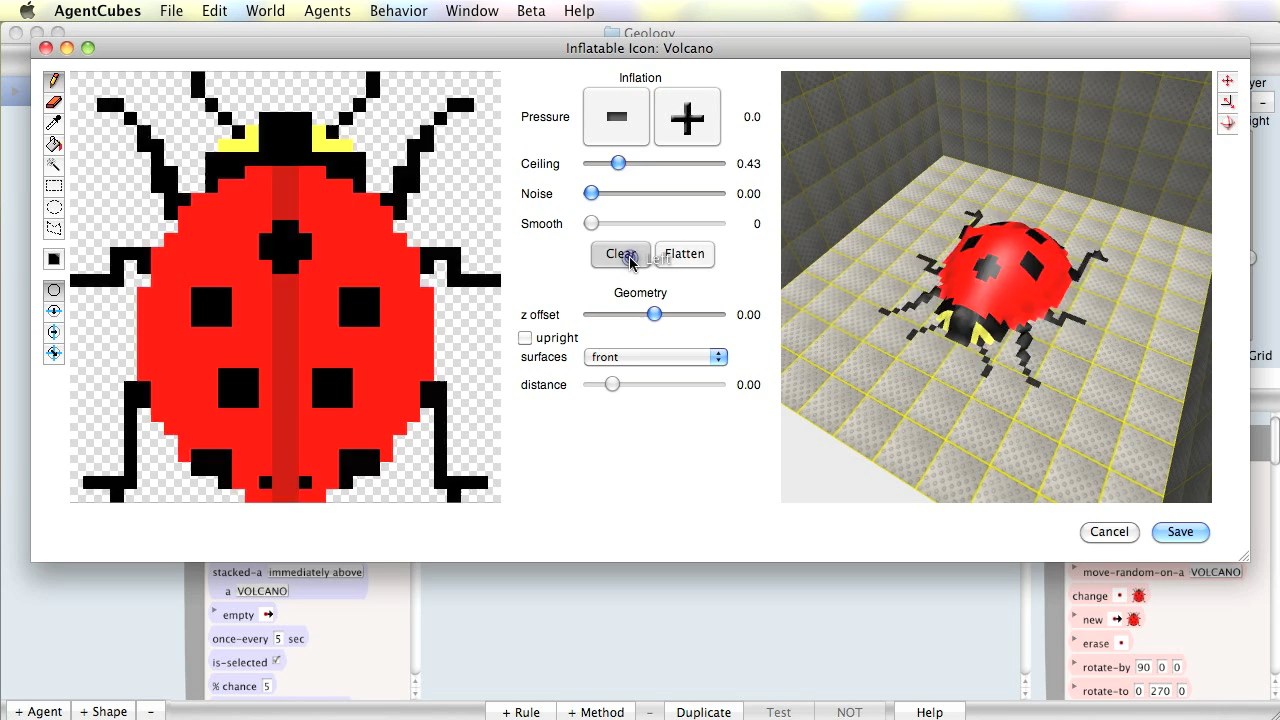 AgentCubes File Edit World Agents Behavior Window Beta Help
Geology
Inflatable Icon: Volcano
Inflation
Pressure - + 0.0
Ceiling 0.43
Noise 0.00
Smooth 0
Clear Flatten
Geometry
z offset 0.00
upright
surfaces front
distance 0.00
Cancel Save
Grid
stacked-a immediately above
a VOLCANO
empty
once-every 5 sec
is-selected
% chance 5
move-random-on-a VOLCANO
change
new
erase
rotate-by 90 0 0
rotate-to 0 270 0
+ Agent + Shape - + Rule + Method - Duplicate Test NOT Help